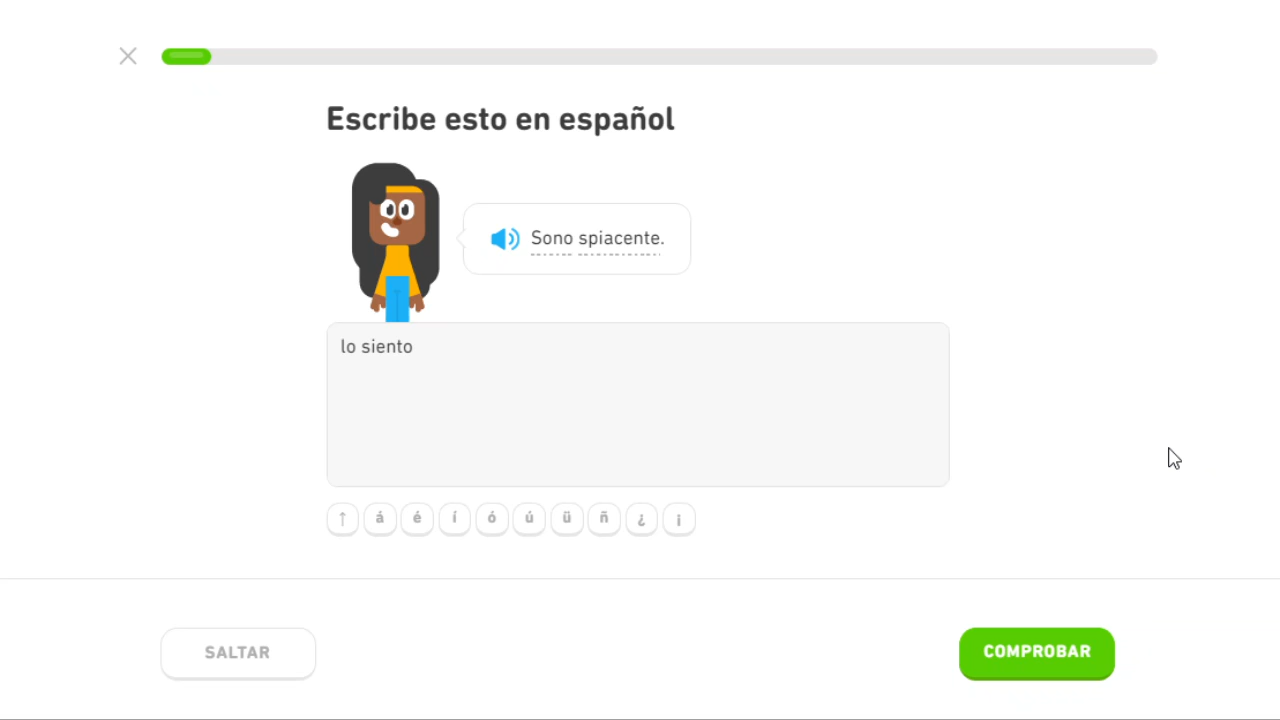 Escribe esto en español
Sono spiacente.
lo siento
↑ á é í ó ú ü ñ ¿ ¡
SALTAR
COMPROBAR